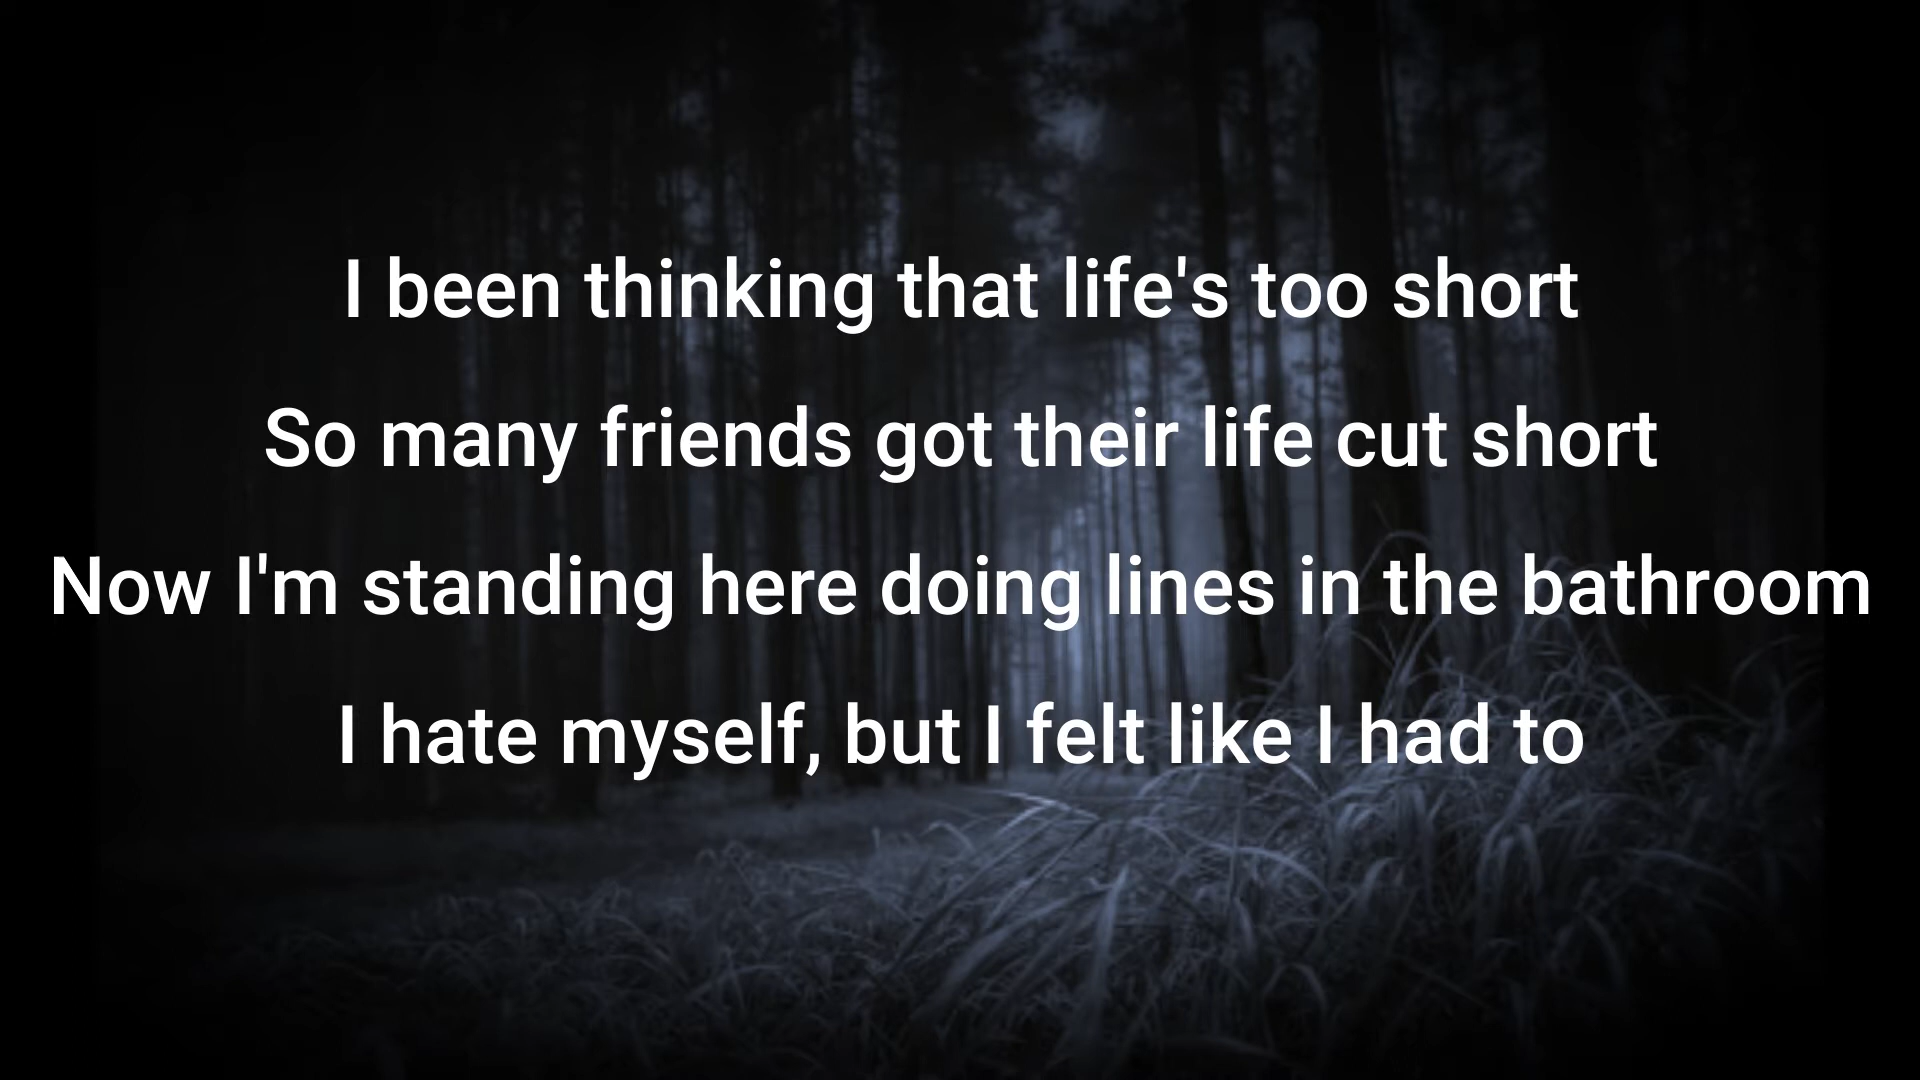 I been thinking that life's too short
So many friends got their life cut short
Now I'm standing here doing lines in the bathroom
I hate myself, but I felt like I had to